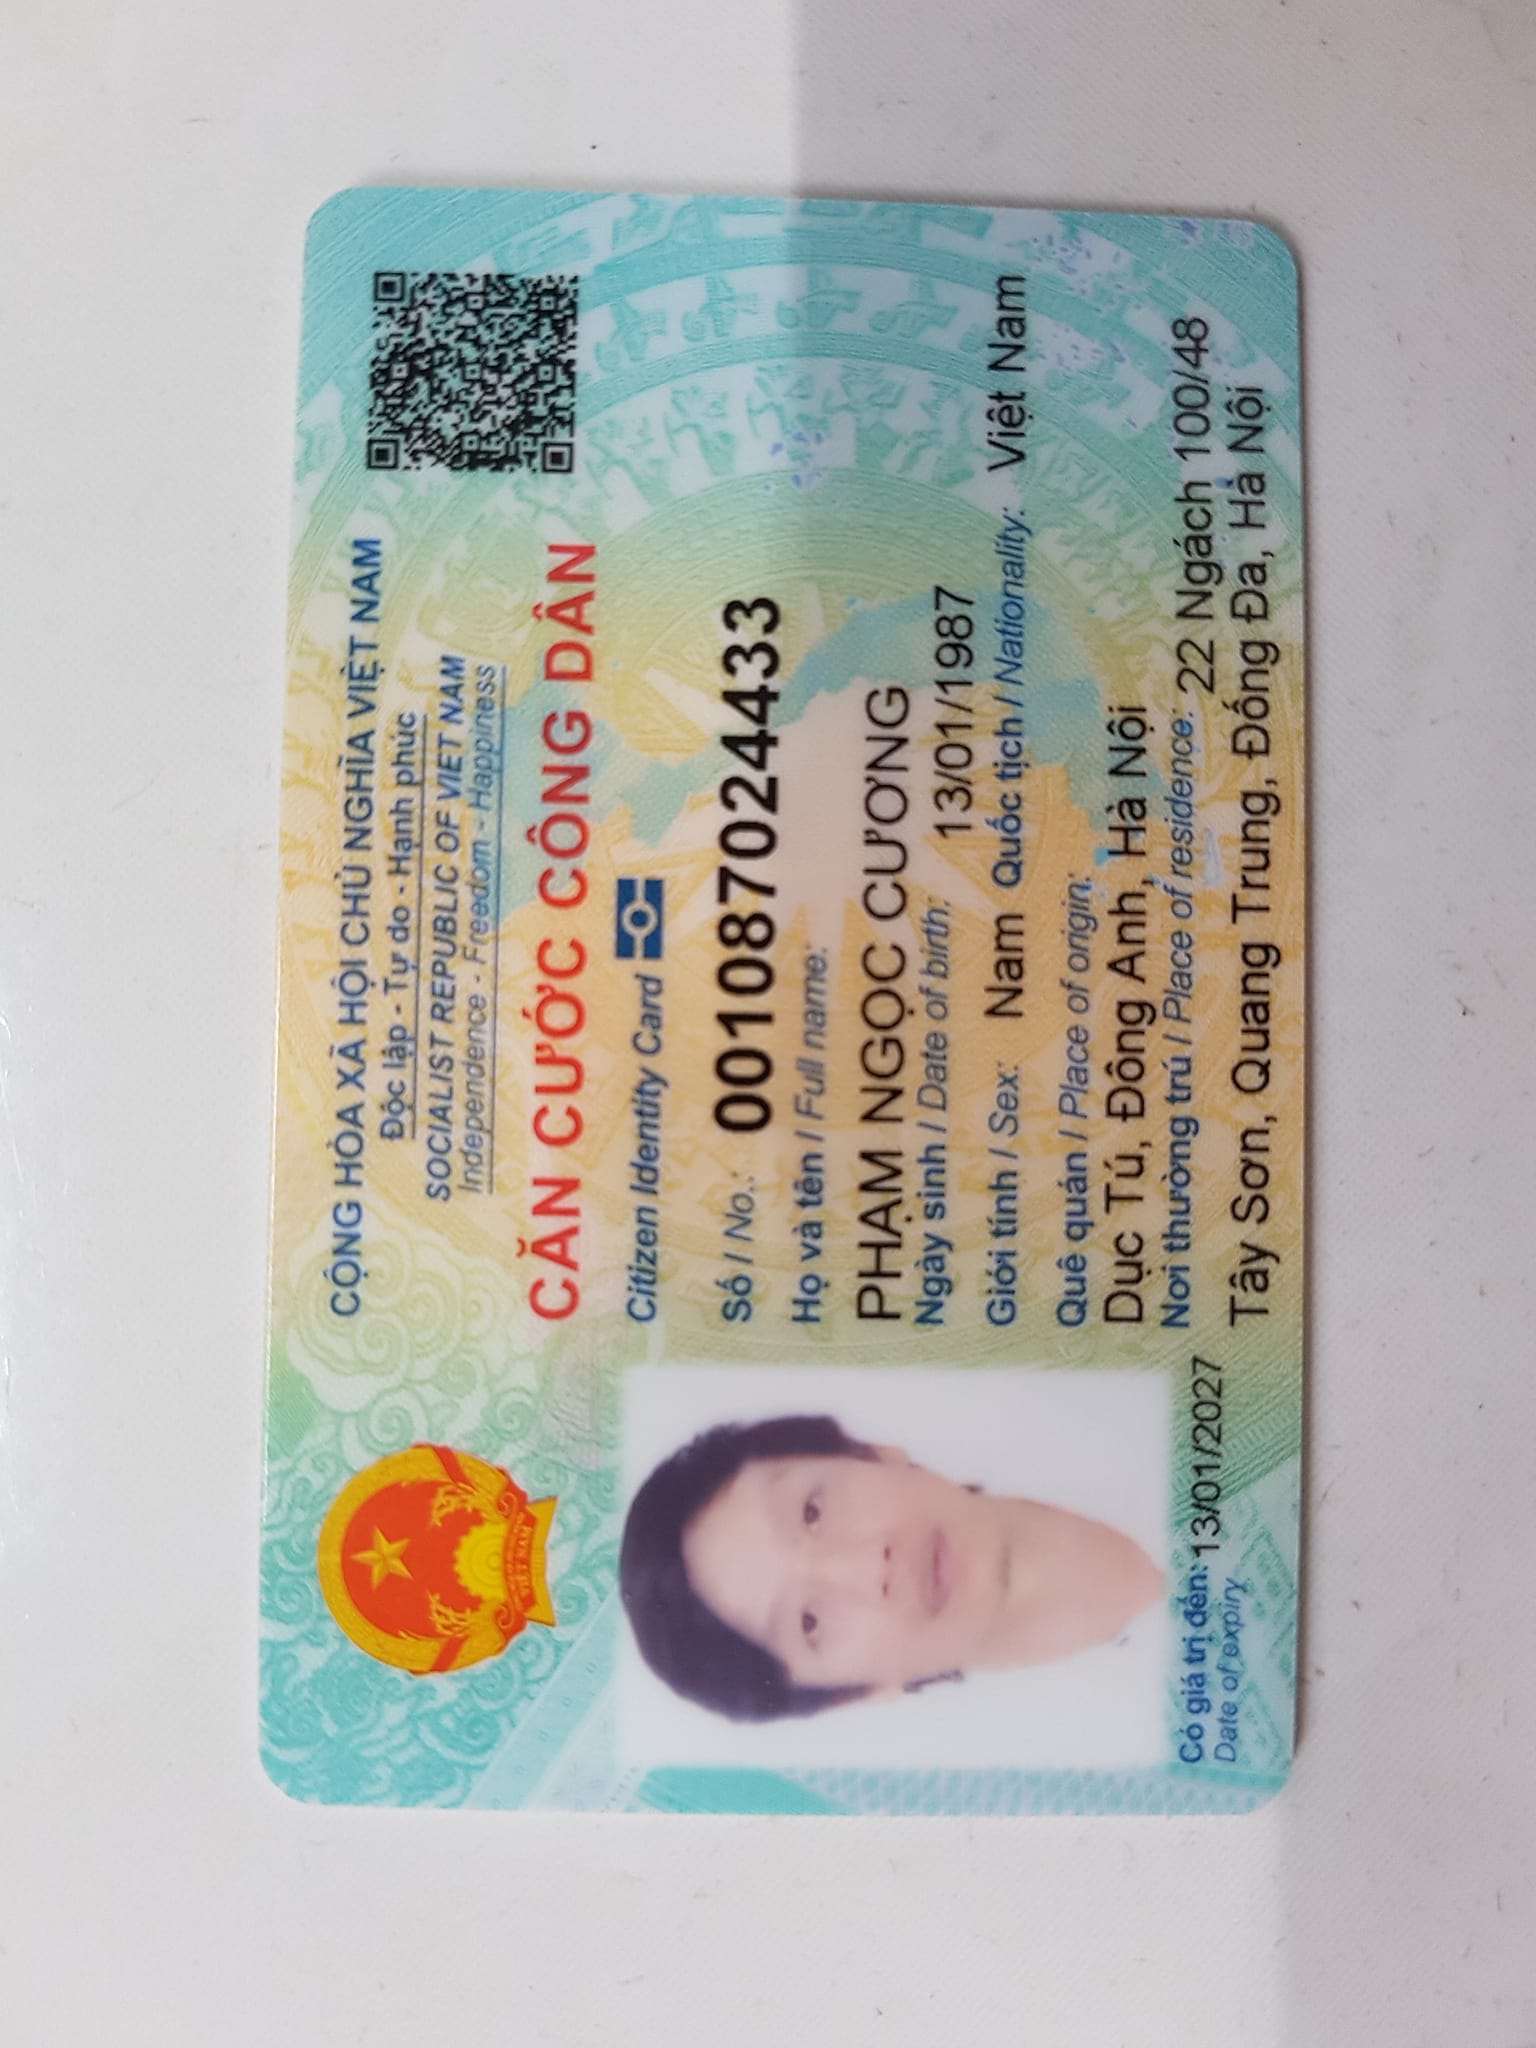 CỘNG HÒA XÃ HỘI CHỦ NGHĨA VIỆT NAM
Độc lập - Tự do - Hạnh phúc
SOCIALIST REPUBLIC OF VIET NAM
Independence - Freedom - Happiness
CĂN CƯỚC CÔNG DÂN
Citizen Identity Card
Số / No.: 001087024433
Họ và tên / Full name:
PHẠM NGỌC CƯƠNG
Ngày sinh / Date of birth: 13/01/1987
Giới tính / Sex: Nam Quốc tịch / Nationality: Việt Nam
Quê quán / Place of origin:
Dục Tú, Đông Anh, Hà Nội
Nơi thường trú / Place of residence: 22 Ngách 100/48
Tây Sơn, Quang Trung, Đống Đa, Hà Nội
Có giá trị đến: 13/01/2027
Date of expiry